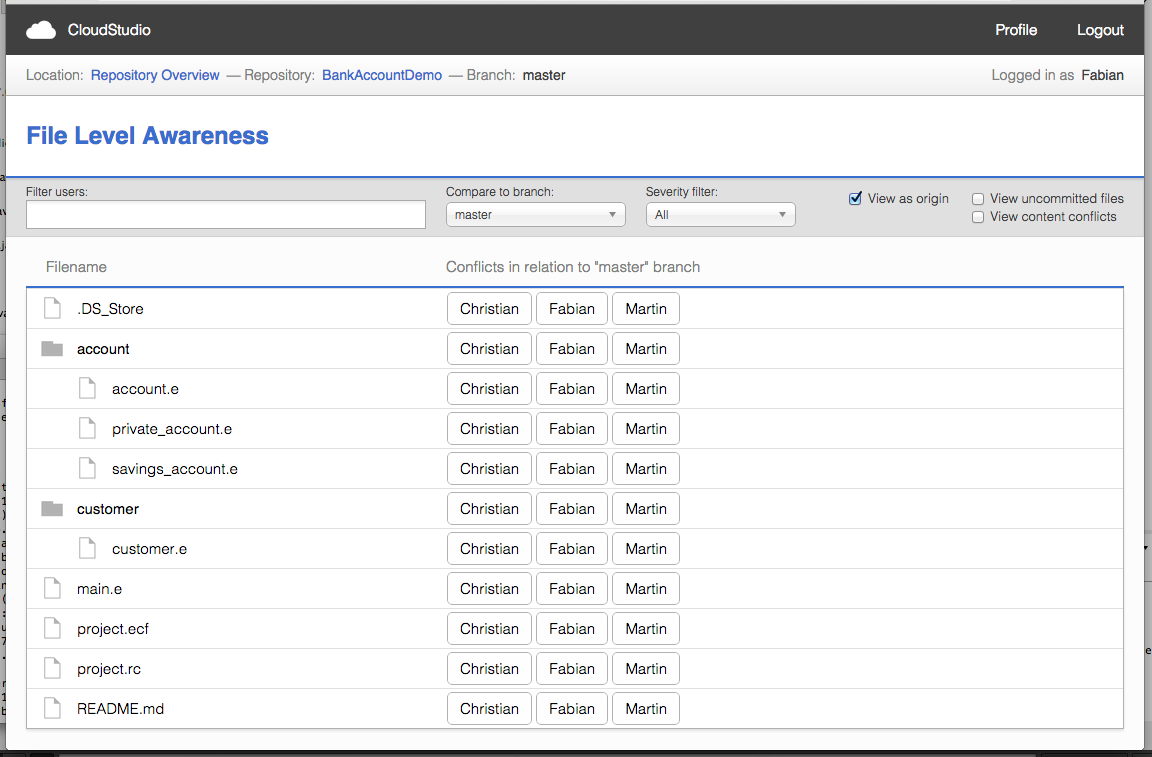 CloudStudio Profile Logout
Location: Repository Overview — Repository: BankAccountDemo — Branch: master Logged in as Fabian
File Level Awareness
Filter users: Compare to branch: Severity filter:
master All
View as origin View uncommitted files
View content conflicts
Filename Conflicts in relation to "master" branch
.DS_Store Christian Fabian Martin
account Christian Fabian Martin
account.e Christian Fabian Martin
private_account.e Christian Fabian Martin
savings_account.e Christian Fabian Martin
customer Christian Fabian Martin
customer.e Christian Fabian Martin
main.e Christian Fabian Martin
project.ecf Christian Fabian Martin
project.rc Christian Fabian Martin
README.md Christian Fabian Martin